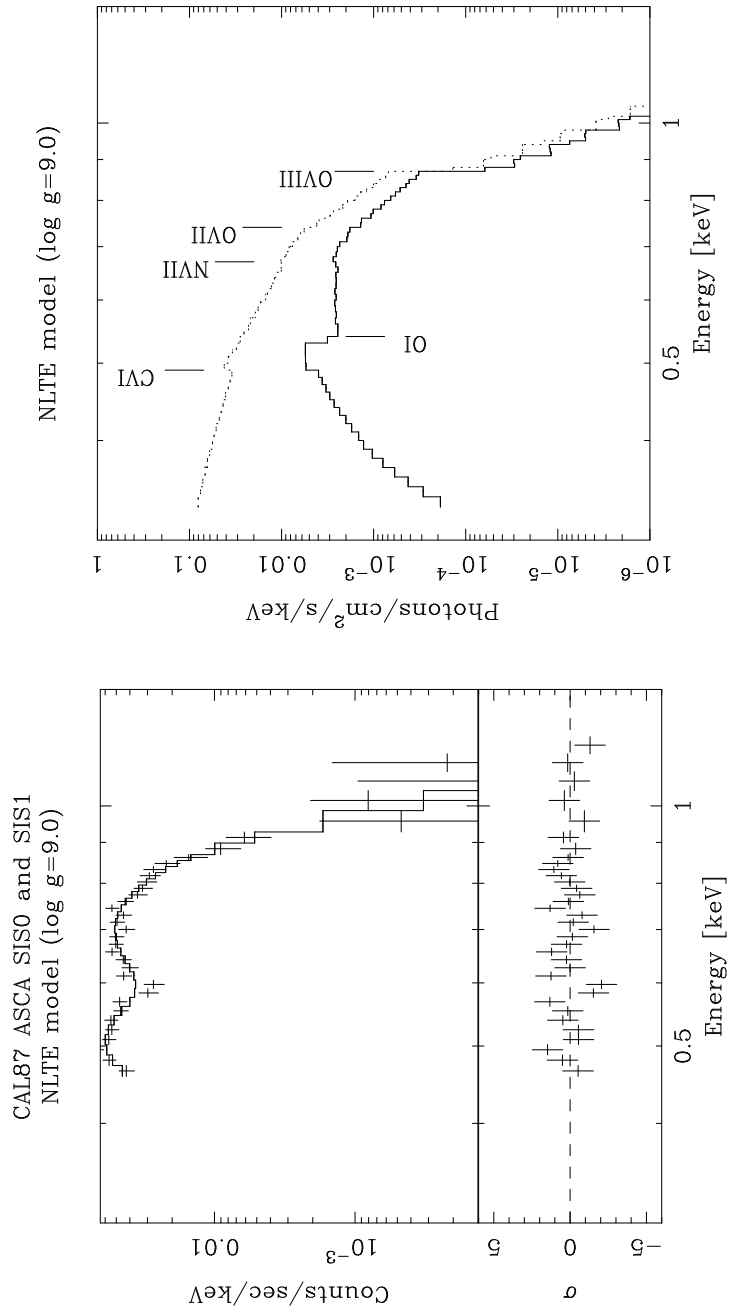 CAL87 ASCA SIS0 and SIS1
NLTE model (log g=9.0)
Counts/sec/keV
0.01
10⁻³
σ
5
0
−5
0.5
1
Energy [keV]
NLTE model (log g=9.0)
Photons/cm²/s/keV
1
0.1
0.01
10⁻³
10⁻⁴
10⁻⁵
10⁻⁶
CVI
NVII
OVII
OVIII
OI
0.5
1
Energy [keV]